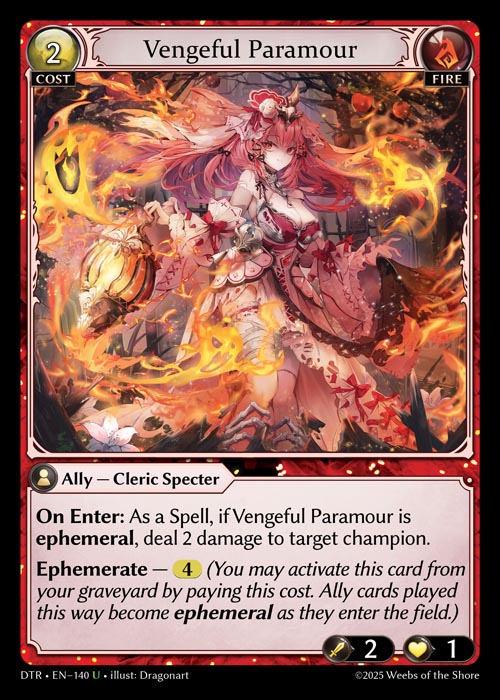 2
Vengeful Paramour
COST
FIRE
Ally — Cleric Specter
On Enter: As a Spell, if Vengeful Paramour is
ephemeral, deal 2 damage to target champion.
Ephemerate — 4 (You may activate this card from
your graveyard by paying this cost. Ally cards played
this way become ephemeral as they enter the field.)
2
1
DTR • EN-140 U • illust: Dragonart
©2025 Weebs of the Shore